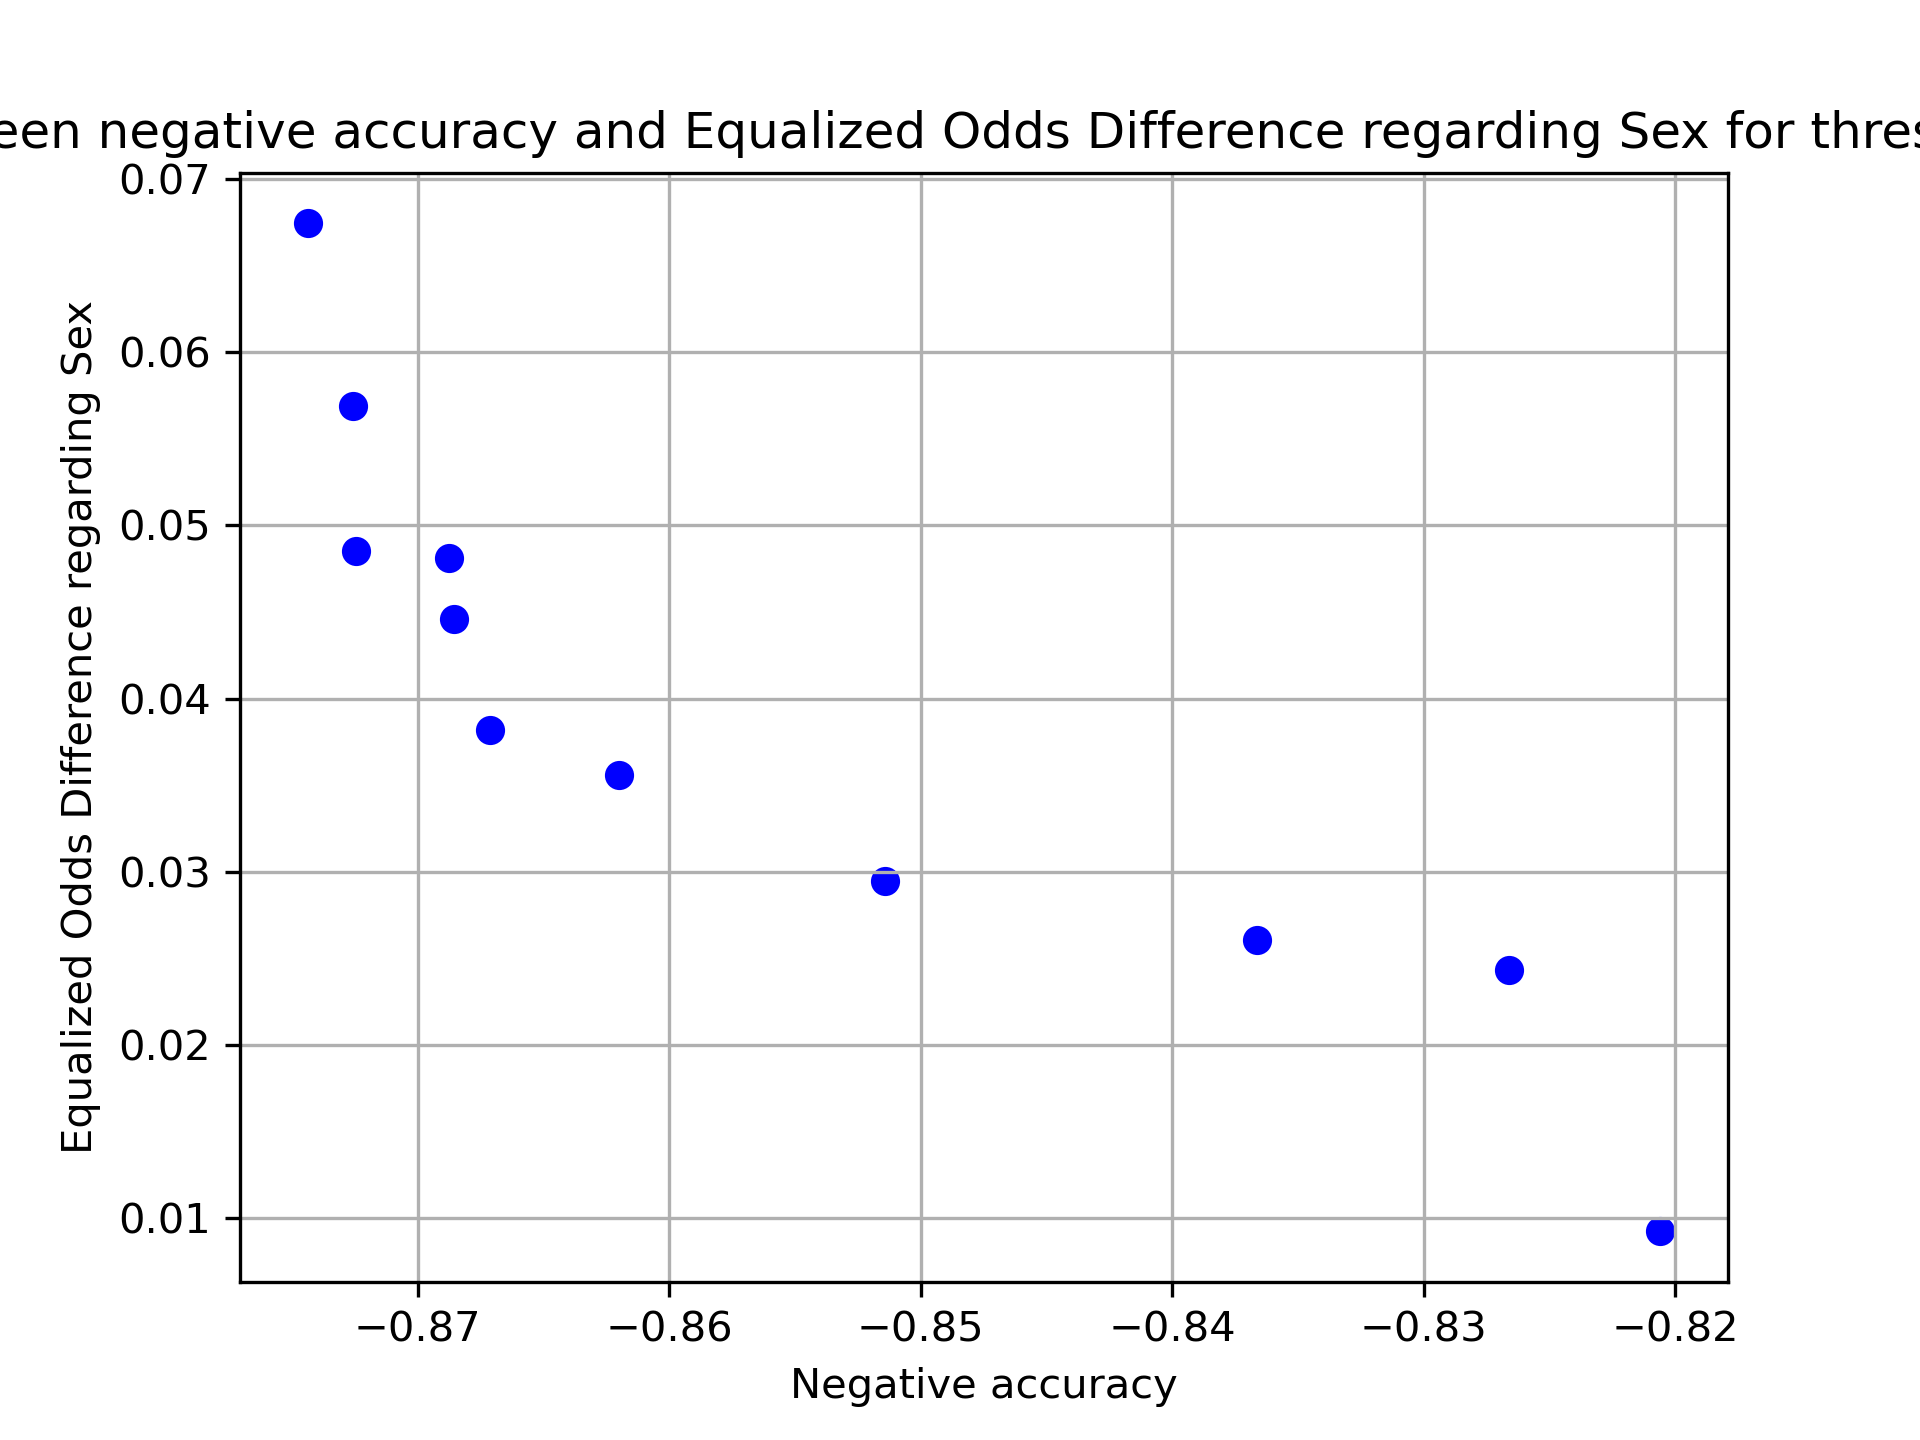 een negative accuracy and Equalized Odds Difference regarding Sex for thres
0.07
0.06
0.05
0.04
0.03
0.02
0.01
Equalized Odds Difference regarding Sex
−0.87 −0.86 −0.85 −0.84 −0.83 −0.82
Negative accuracy